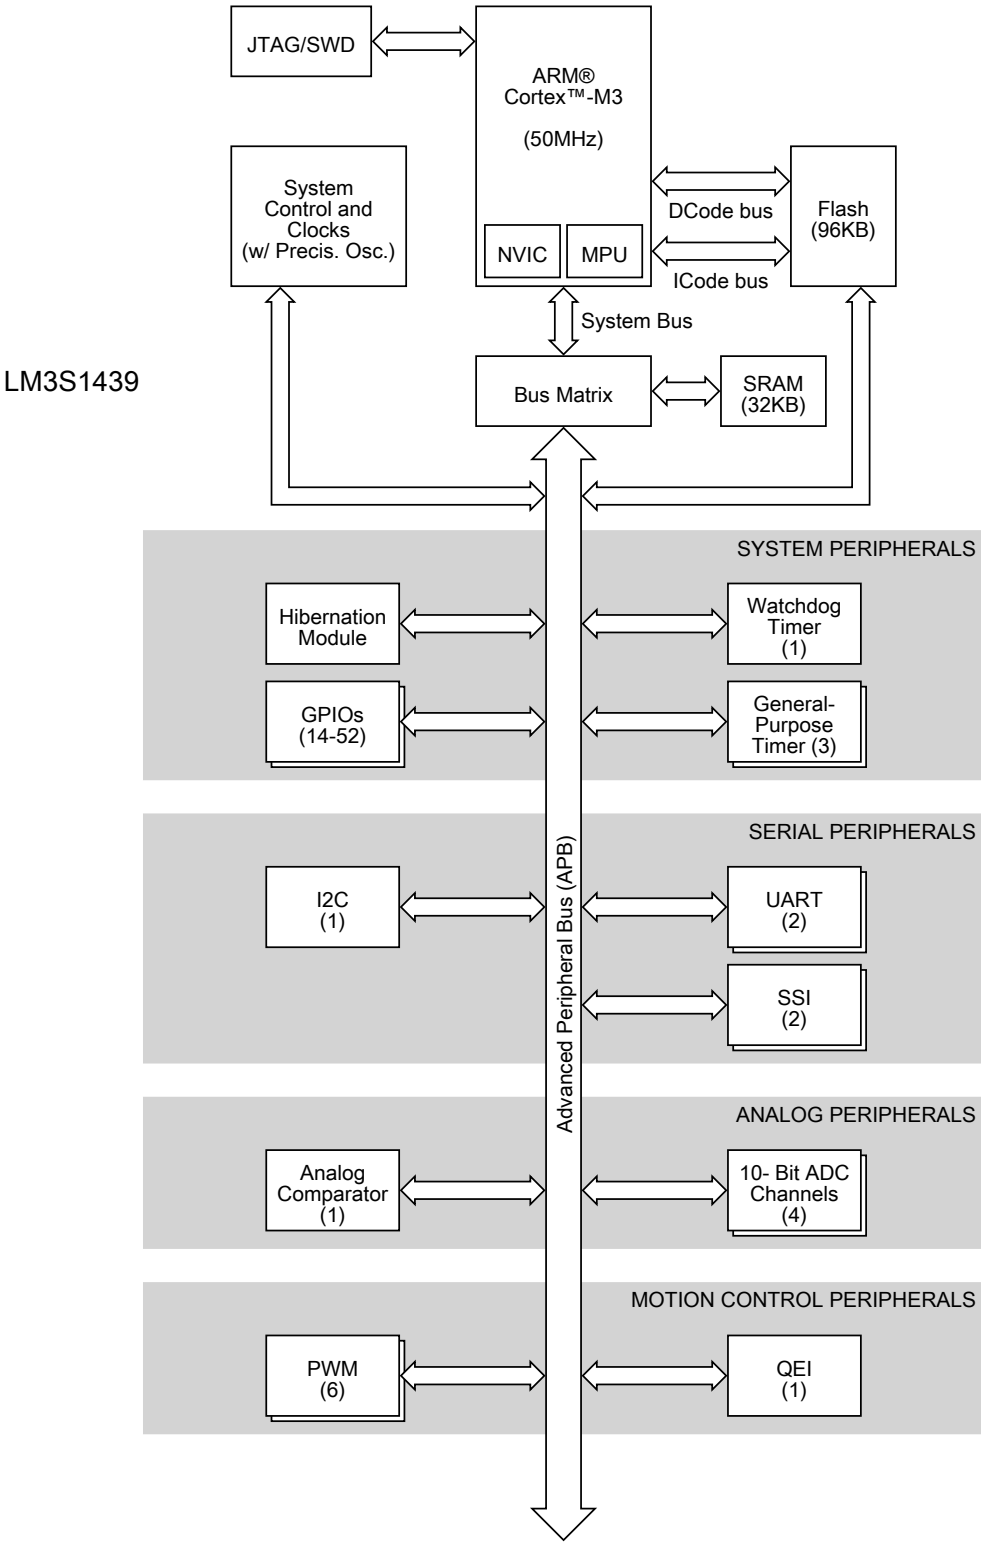 JTAG/SWD
ARM®
Cortex™-M3
(50MHz)
NVIC
MPU
System
Control and
Clocks
(w/ Precis. Osc.)
DCode bus
ICode bus
Flash
(96KB)
System Bus
LM3S1439
Bus Matrix
SRAM
(32KB)
SYSTEM PERIPHERALS
Hibernation
Module
Watchdog
Timer
(1)
GPIOs
(14-52)
General-
Purpose
Timer (3)
Advanced Peripheral Bus (APB)
SERIAL PERIPHERALS
I2C
(1)
UART
(2)
SSI
(2)
ANALOG PERIPHERALS
Analog
Comparator
(1)
10- Bit ADC
Channels
(4)
MOTION CONTROL PERIPHERALS
PWM
(6)
QEI
(1)